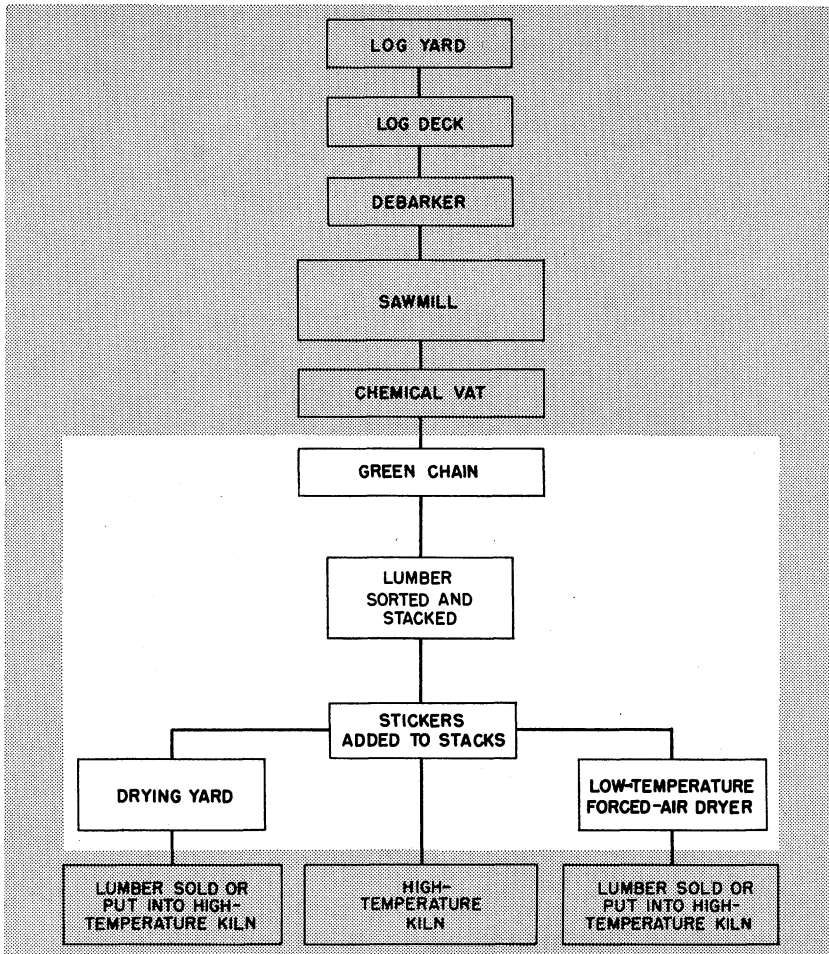 LOG YARD
LOG DECK
DEBARKER
SAWMILL
CHEMICAL VAT
GREEN CHAIN
LUMBER
SORTED AND
STACKED
STICKERS
ADDED TO STACKS
DRYING YARD
LOW-TEMPERATURE
FORCED-AIR DRYER
LUMBER SOLD OR
PUT INTO HIGH-
TEMPERATURE KILN
HIGH-
TEMPERATURE
KILN
LUMBER SOLD OR
PUT INTO HIGH-
TEMPERATURE KILN